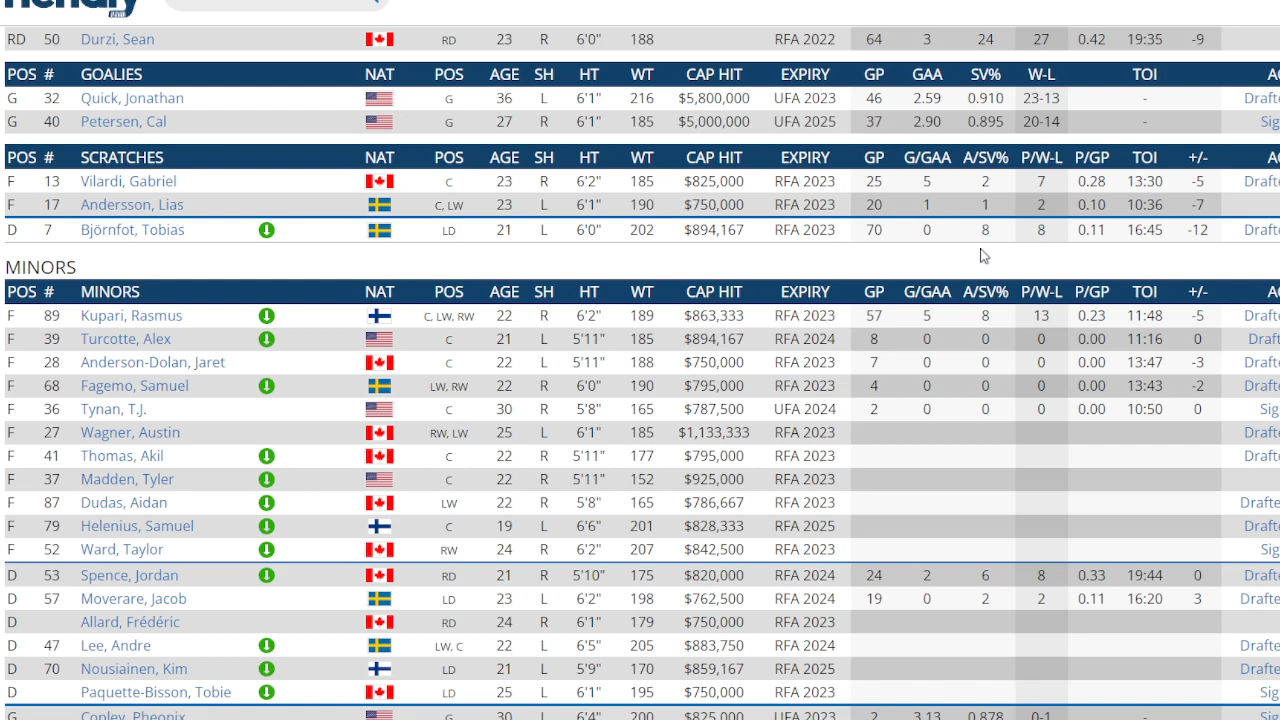 RD 50 Durzi, Sean RD 23 R 6'0" 188 RFA 2022 64 3 24 27 0.42 19:35 -9
POS # GOALIES NAT POS AGE SH HT WT CAP HIT EXPIRY GP GAA SV% W-L TOI AC
G 32 Quick, Jonathan G 36 L 6'1" 216 $5,800,000 UFA 2023 46 2.59 0.910 23-13 - Drafte
G 40 Petersen, Cal G 27 R 6'1" 195 $5,000,000 UFA 2025 37 2.90 0.895 20-14 - Sig
POS # SCRATCHES NAT POS AGE SH HT WT CAP HIT EXPIRY GP G/GAA A/SV% P/W-L P/GP TOI +/- AC
F 13 Vilardi, Gabriel C 23 R 6'2" 185 $825,000 RFA 2023 25 5 2 7 0.28 13:30 -5 Drafte
F 17 Andersson, Lias C, LW 23 L 6'1" 190 $750,000 RFA 2023 20 1 1 2 0.10 10:36 -7
D 7 Björnfot, Tobias LD 21 L 6'0" 202 $894,167 RFA 2023 70 0 8 8 0.11 16:45 -12 Drafte
MINORS
POS # MINORS NAT POS AGE SH HT WT CAP HIT EXPIRY GP G/GAA A/SV% P/W-L P/GP TOI +/- AC
F 89 Kupari, Rasmus C, LW, RW 22 R 6'2" 189 $863,333 RFA 2023 57 5 8 13 0.23 11:48 -5 Drafte
F 39 Turcotte, Alex C 21 L 5'11" 185 $894,167 RFA 2024 8 0 0 0 0.00 11:16 0 Draft
F 28 Anderson-Dolan, Jaret C 22 L 5'11" 188 $750,000 RFA 2023 7 0 0 0 0.00 13:47 -3 Drafte
F 68 Fagemo, Samuel LW, RW 22 R 6'0" 190 $795,000 RFA 2023 4 0 0 0 0.00 13:43 -2 Drafte
F 36 Tynan, T.J. C 30 R 5'8" $787,500 UFA 2024 2 0 0 0 0.00 10:50 0 Sig
F 27 Wagner, Austin RW, LW 25 L 6'1" 185 $1,133,333 RFA 2023 Drafte
F 41 Thomas, Akil C 22 R 5'11" 177 $795,000 RFA 2023 Drafte
F 37 Madden, Tyler C 22 R 5'11" $925,000 RFA 2023
F 87 Dudas, Aidan LW 22 R 5'8" 165 $786,667 RFA 2023 Drafte
F 79 Helenius, Samuel C 19 L 6'6" 201 $828,333 RFA 2025 Drafte
F 52 Ward, Taylor RW 24 R 6'2" 207 $842,500 RFA 2023 Sig
D 53 Spence, Jordan RD 21 R 5'10" 175 $820,000 RFA 2024 24 2 6 8 0.33 19:44 0 Drafte
D 57 Moverare, Jacob LD 23 L 6'2" $762,500 RFA 2023 19 0 2 2 0.11 16:20 3 Drafte
D Allard, Frédéric RD 24 R 6'1" 179 $750,000 RFA 2023
D 47 Lee, Andre LW, C 22 L 6'5" 205 $883,750 RFA 2024 Drafte
D 70 Nousiainen, Kim LD 21 L $859,167 RFA 2025 Drafte
D Paquette-Bisson, Tobie LD 25 L 6'1" 195 $750,000 RFA 2023 Sig
G Copley, Pheonix G 30 $825,000 UFA 2023 2 3.13 0.878 0-1 - Sig